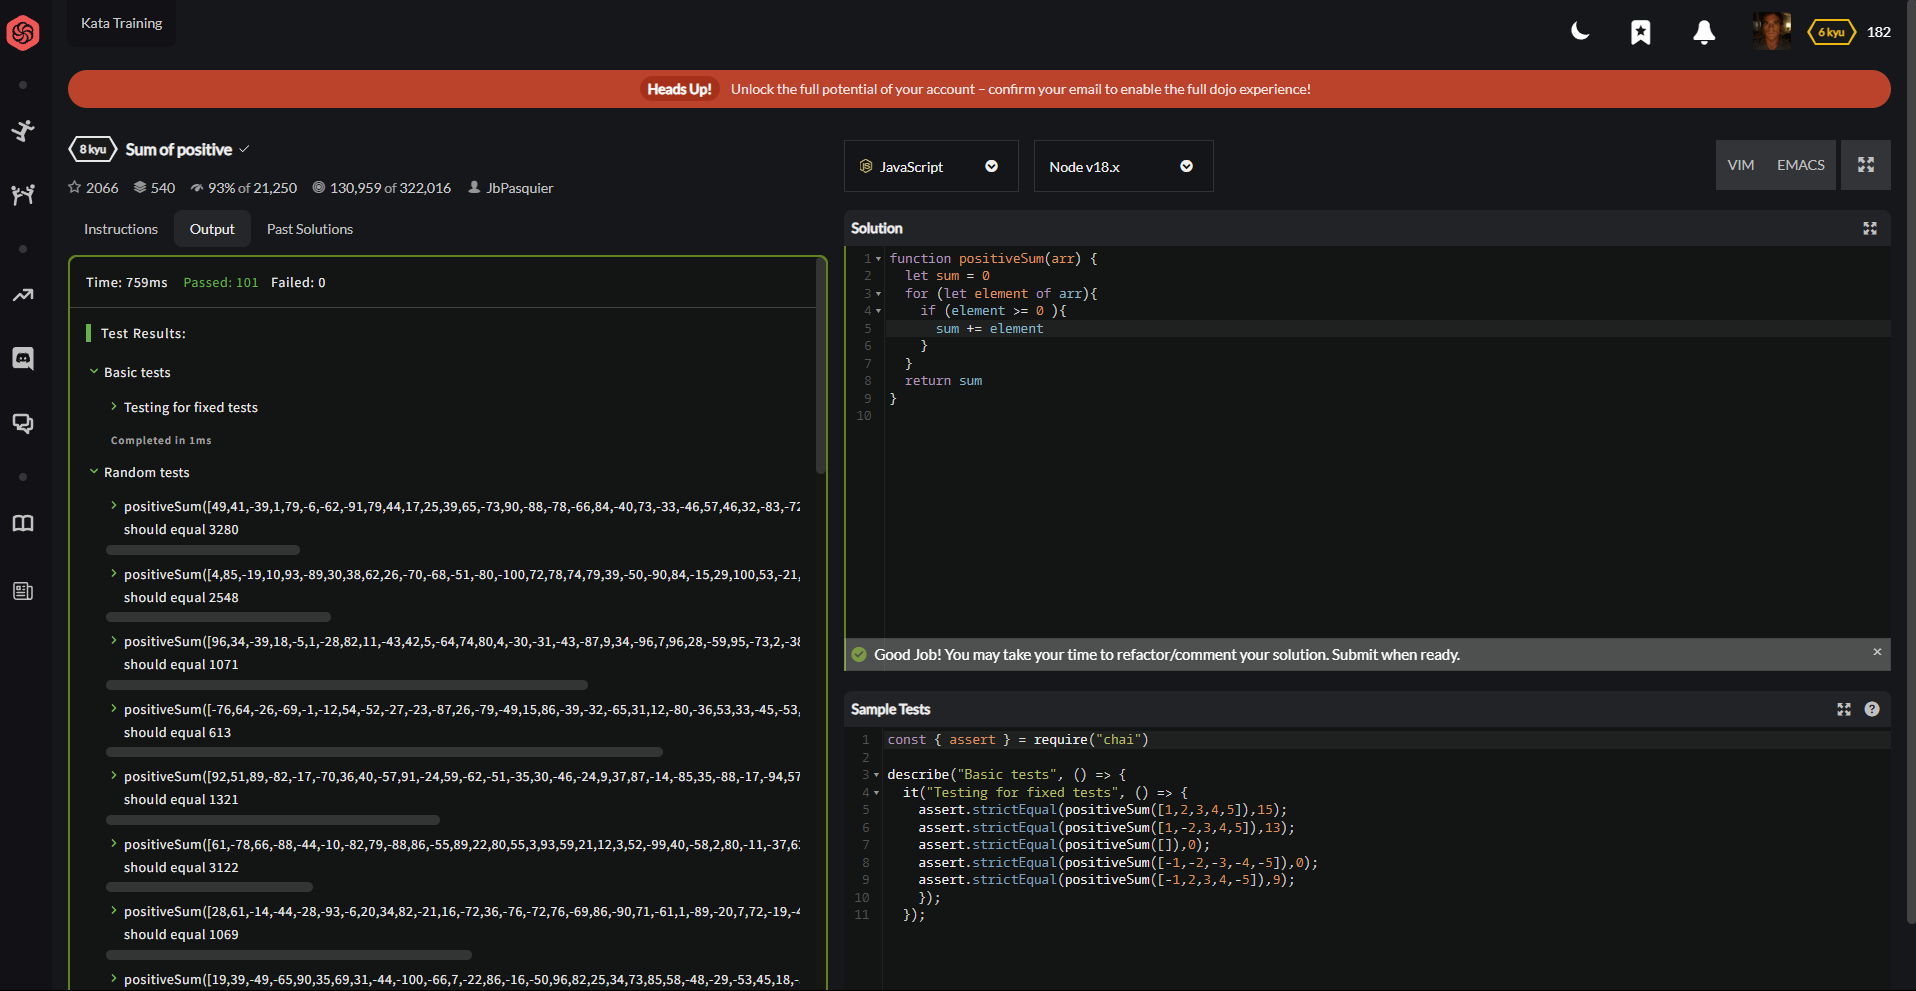 Kata Training
6 kyu 182
Heads Up! Unlock the full potential of your account – confirm your email to enable the full dojo experience!
8 kyu Sum of positive
2066 540 93% of 21,250 130,959 of 322,016 JbPasquier
Instructions Output Past Solutions
Time: 759ms Passed: 101 Failed: 0
Test Results:
Basic tests
Testing for fixed tests
Completed in 1ms
Random tests
positiveSum([49,41,-39,1,79,-6,-62,-91,79,44,17,25,39,65,-73,90,-88,-78,-66,84,-40,73,-33,-46,57,46,32,-83,-72
should equal 3280
positiveSum([4,85,-19,10,93,-89,30,38,62,26,-70,-68,-51,-80,-100,72,78,74,79,39,-50,-90,84,-15,29,100,53,-21,
should equal 2548
positiveSum([96,34,-39,18,-5,1,-28,82,11,-43,42,5,-64,74,80,4,-30,-31,-43,-87,9,34,-96,7,96,28,-59,95,-73,2,-38
should equal 1071
positiveSum([-76,64,-26,-69,-1,-12,54,-52,-27,-23,-87,26,-79,-49,15,86,-39,-32,-65,31,12,-80,-36,53,33,-45,-53,
should equal 613
positiveSum([92,51,89,-82,-17,-70,36,40,-57,91,-24,59,-62,-51,-35,30,-46,-24,9,37,87,-14,-85,35,-88,-17,-94,57
should equal 1321
positiveSum([61,-78,66,-88,-44,-10,-82,79,-88,86,-55,89,22,80,55,3,93,59,21,12,3,52,-99,40,-58,2,80,-11,-37,6
should equal 3122
positiveSum([28,61,-14,-44,-28,-93,-6,20,34,82,-21,16,-72,36,-76,-72,76,-69,86,-90,71,-61,1,-89,-20,7,72,-19,-4
should equal 1069
positiveSum([19,39,-49,-65,90,35,69,31,-44,-100,-66,7,-22,86,-16,-50,96,82,25,34,73,85,58,-48,-29,-53,45,18,-
JavaScript Node v18.x
VIM EMACS
Solution
1 function positiveSum(arr) {
2 let sum = 0
3 for (let element of arr){
4 if (element >= 0 ){
5 sum += element
6 }
7 }
8 return sum
9 }
10
Good Job! You may take your time to refactor/comment your solution. Submit when ready. ×
Sample Tests
1 const { assert } = require("chai")
2
3 describe("Basic tests", () => {
4 it("Testing for fixed tests", () => {
5 assert.strictEqual(positiveSum([1,2,3,4,5]),15);
6 assert.strictEqual(positiveSum([1,-2,3,4,5]),13);
7 assert.strictEqual(positiveSum([]),0);
8 assert.strictEqual(positiveSum([-1,-2,-3,-4,-5]),0);
9 assert.strictEqual(positiveSum([-1,2,3,4,-5]),9);
10 });
11 });